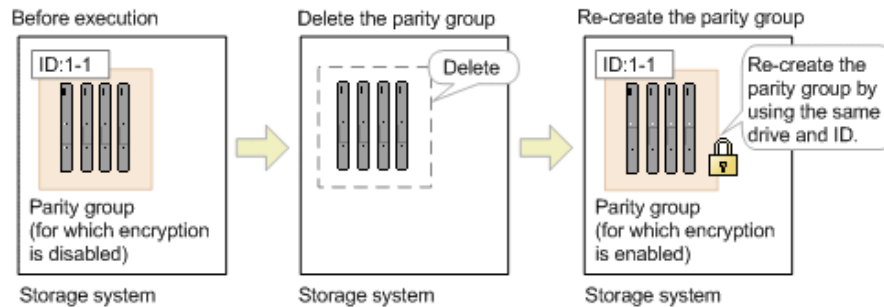 Before execution
ID:1-1
Parity group
(for which encryption
is disabled)
Storage system
Delete the parity group
Delete
Storage system
Re-create the parity group
ID:1-1
Re-create the
parity group by
using the same
drive and ID.
Parity group
(for which encryption
is enabled)
Storage system